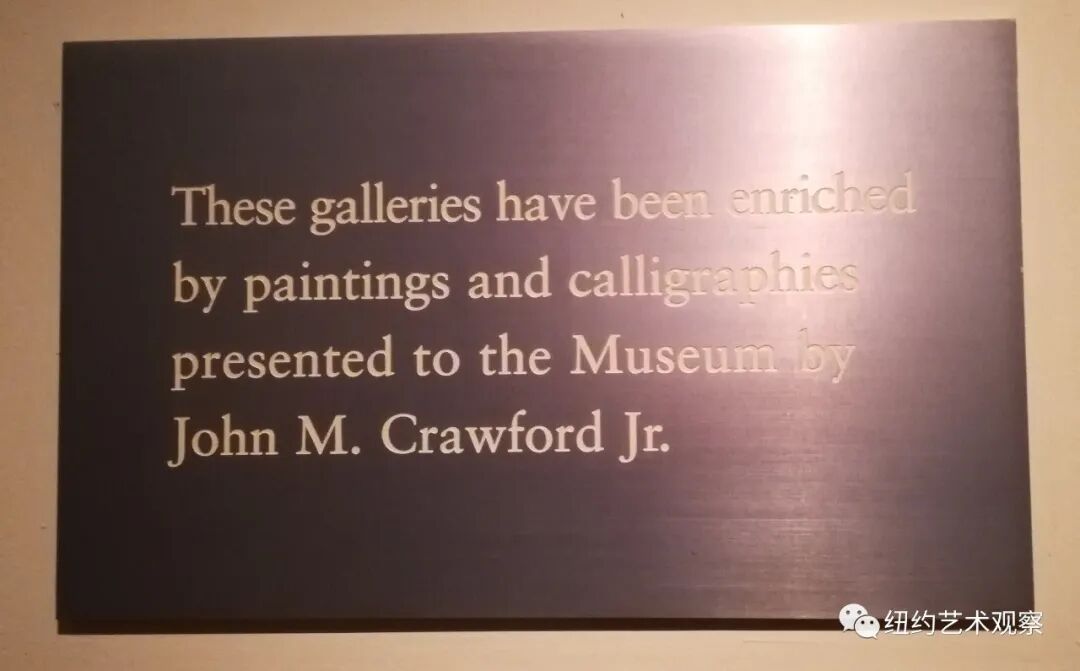 These galleries have been enriched
by paintings and calligraphies
presented to the Museum by
John M. Crawford Jr.
纽约艺术观察